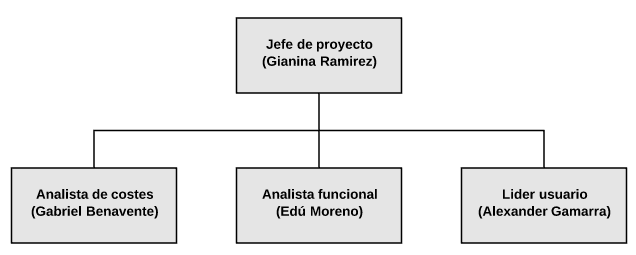 Jefe de proyecto
(Gianina Ramirez)
Analista de costes
(Gabriel Benavente)
Analista funcional
(Edú Moreno)
Lider usuario
(Alexander Gamarra)